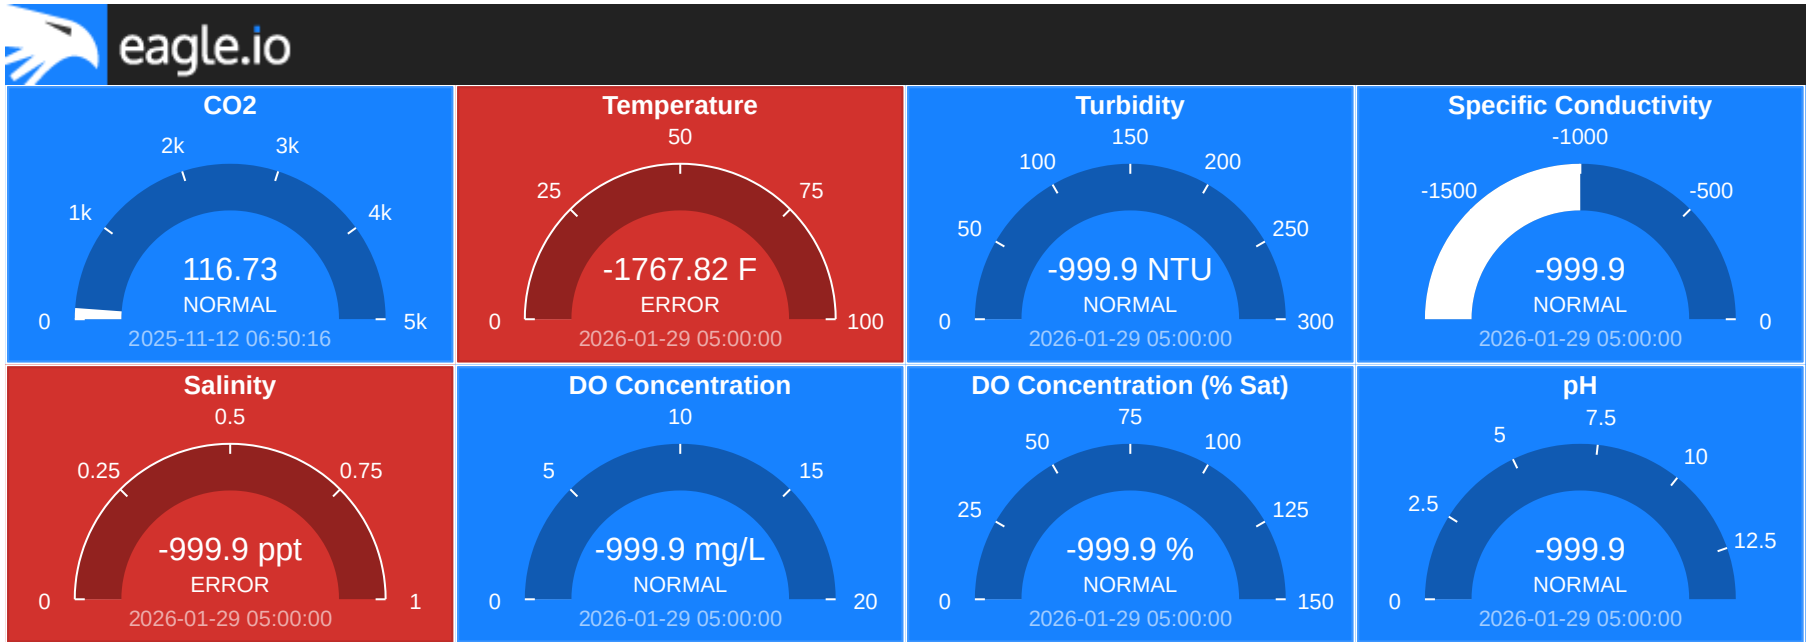 eagle.io
CO2
2k 3k
1k 4k
116.73
NORMAL
0 5k
2025-11-12 06:50:16
Temperature
50
25 75
-1767.82 F
ERROR
0 100
2026-01-29 05:00:00
Turbidity
150
100 200
50 250
-999.9 NTU
NORMAL
0 300
2026-01-29 05:00:00
Specific Conductivity
-1000
-1500 -500
-999.9
NORMAL
0
2026-01-29 05:00:00
Salinity
0.5
0.25 0.75
-999.9 ppt
ERROR
0 1
2026-01-29 05:00:00
DO Concentration
10
5 15
-999.9 mg/L
NORMAL
0 20
2026-01-29 05:00:00
DO Concentration (% Sat)
75
50 100
25 125
-999.9 %
NORMAL
0 150
2026-01-29 05:00:00
pH
7.5
5 10
2.5 12.5
-999.9
NORMAL
0
2026-01-29 05:00:00